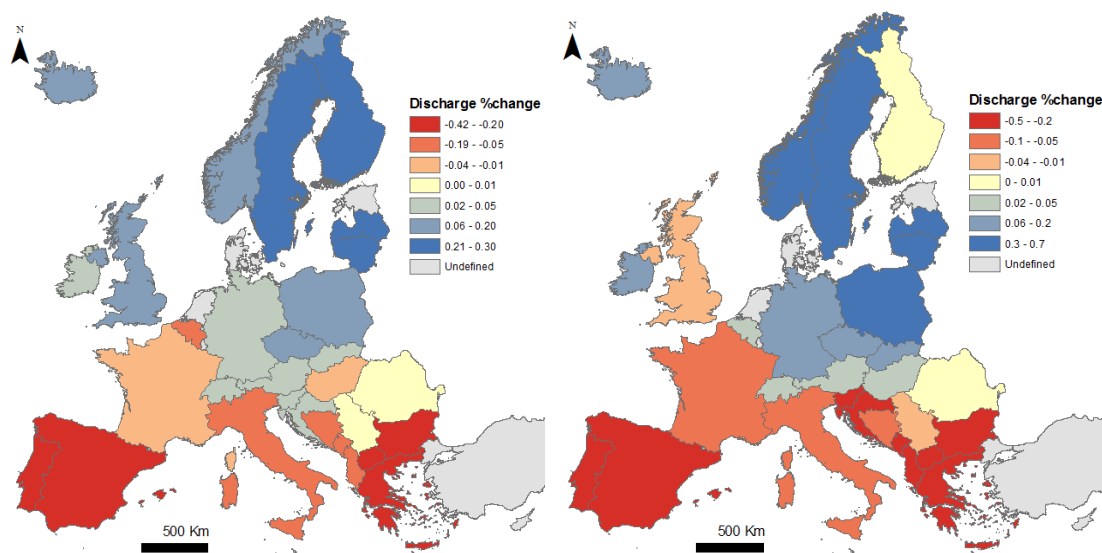 N
Discharge %change
-0.42 - -0.20
-0.19 - -0.05
-0.04 - -0.01
0.00 - 0.01
0.02 - 0.05
0.06 - 0.20
0.21 - 0.30
Undefined
500 Km
N
Discharge %change
-0.5 - -0.2
-0.1 - -0.05
-0.04 - -0.01
0 - 0.01
0.02 - 0.05
0.06 - 0.2
0.3 - 0.7
Undefined
500 Km